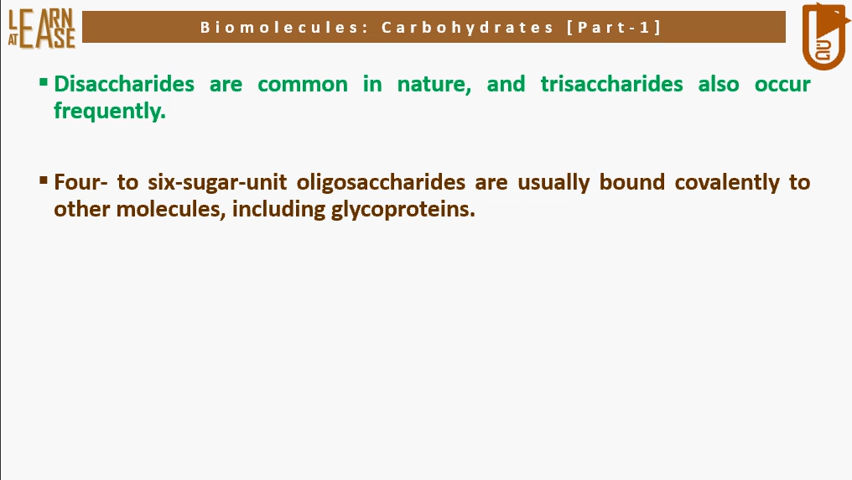 LEARN
AT EASE
Biomolecules: Carbohydrates [Part-1]
▪ Disaccharides are common in nature, and trisaccharides also occur
frequently.
▪ Four- to six-sugar-unit oligosaccharides are usually bound covalently to
other molecules, including glycoproteins.